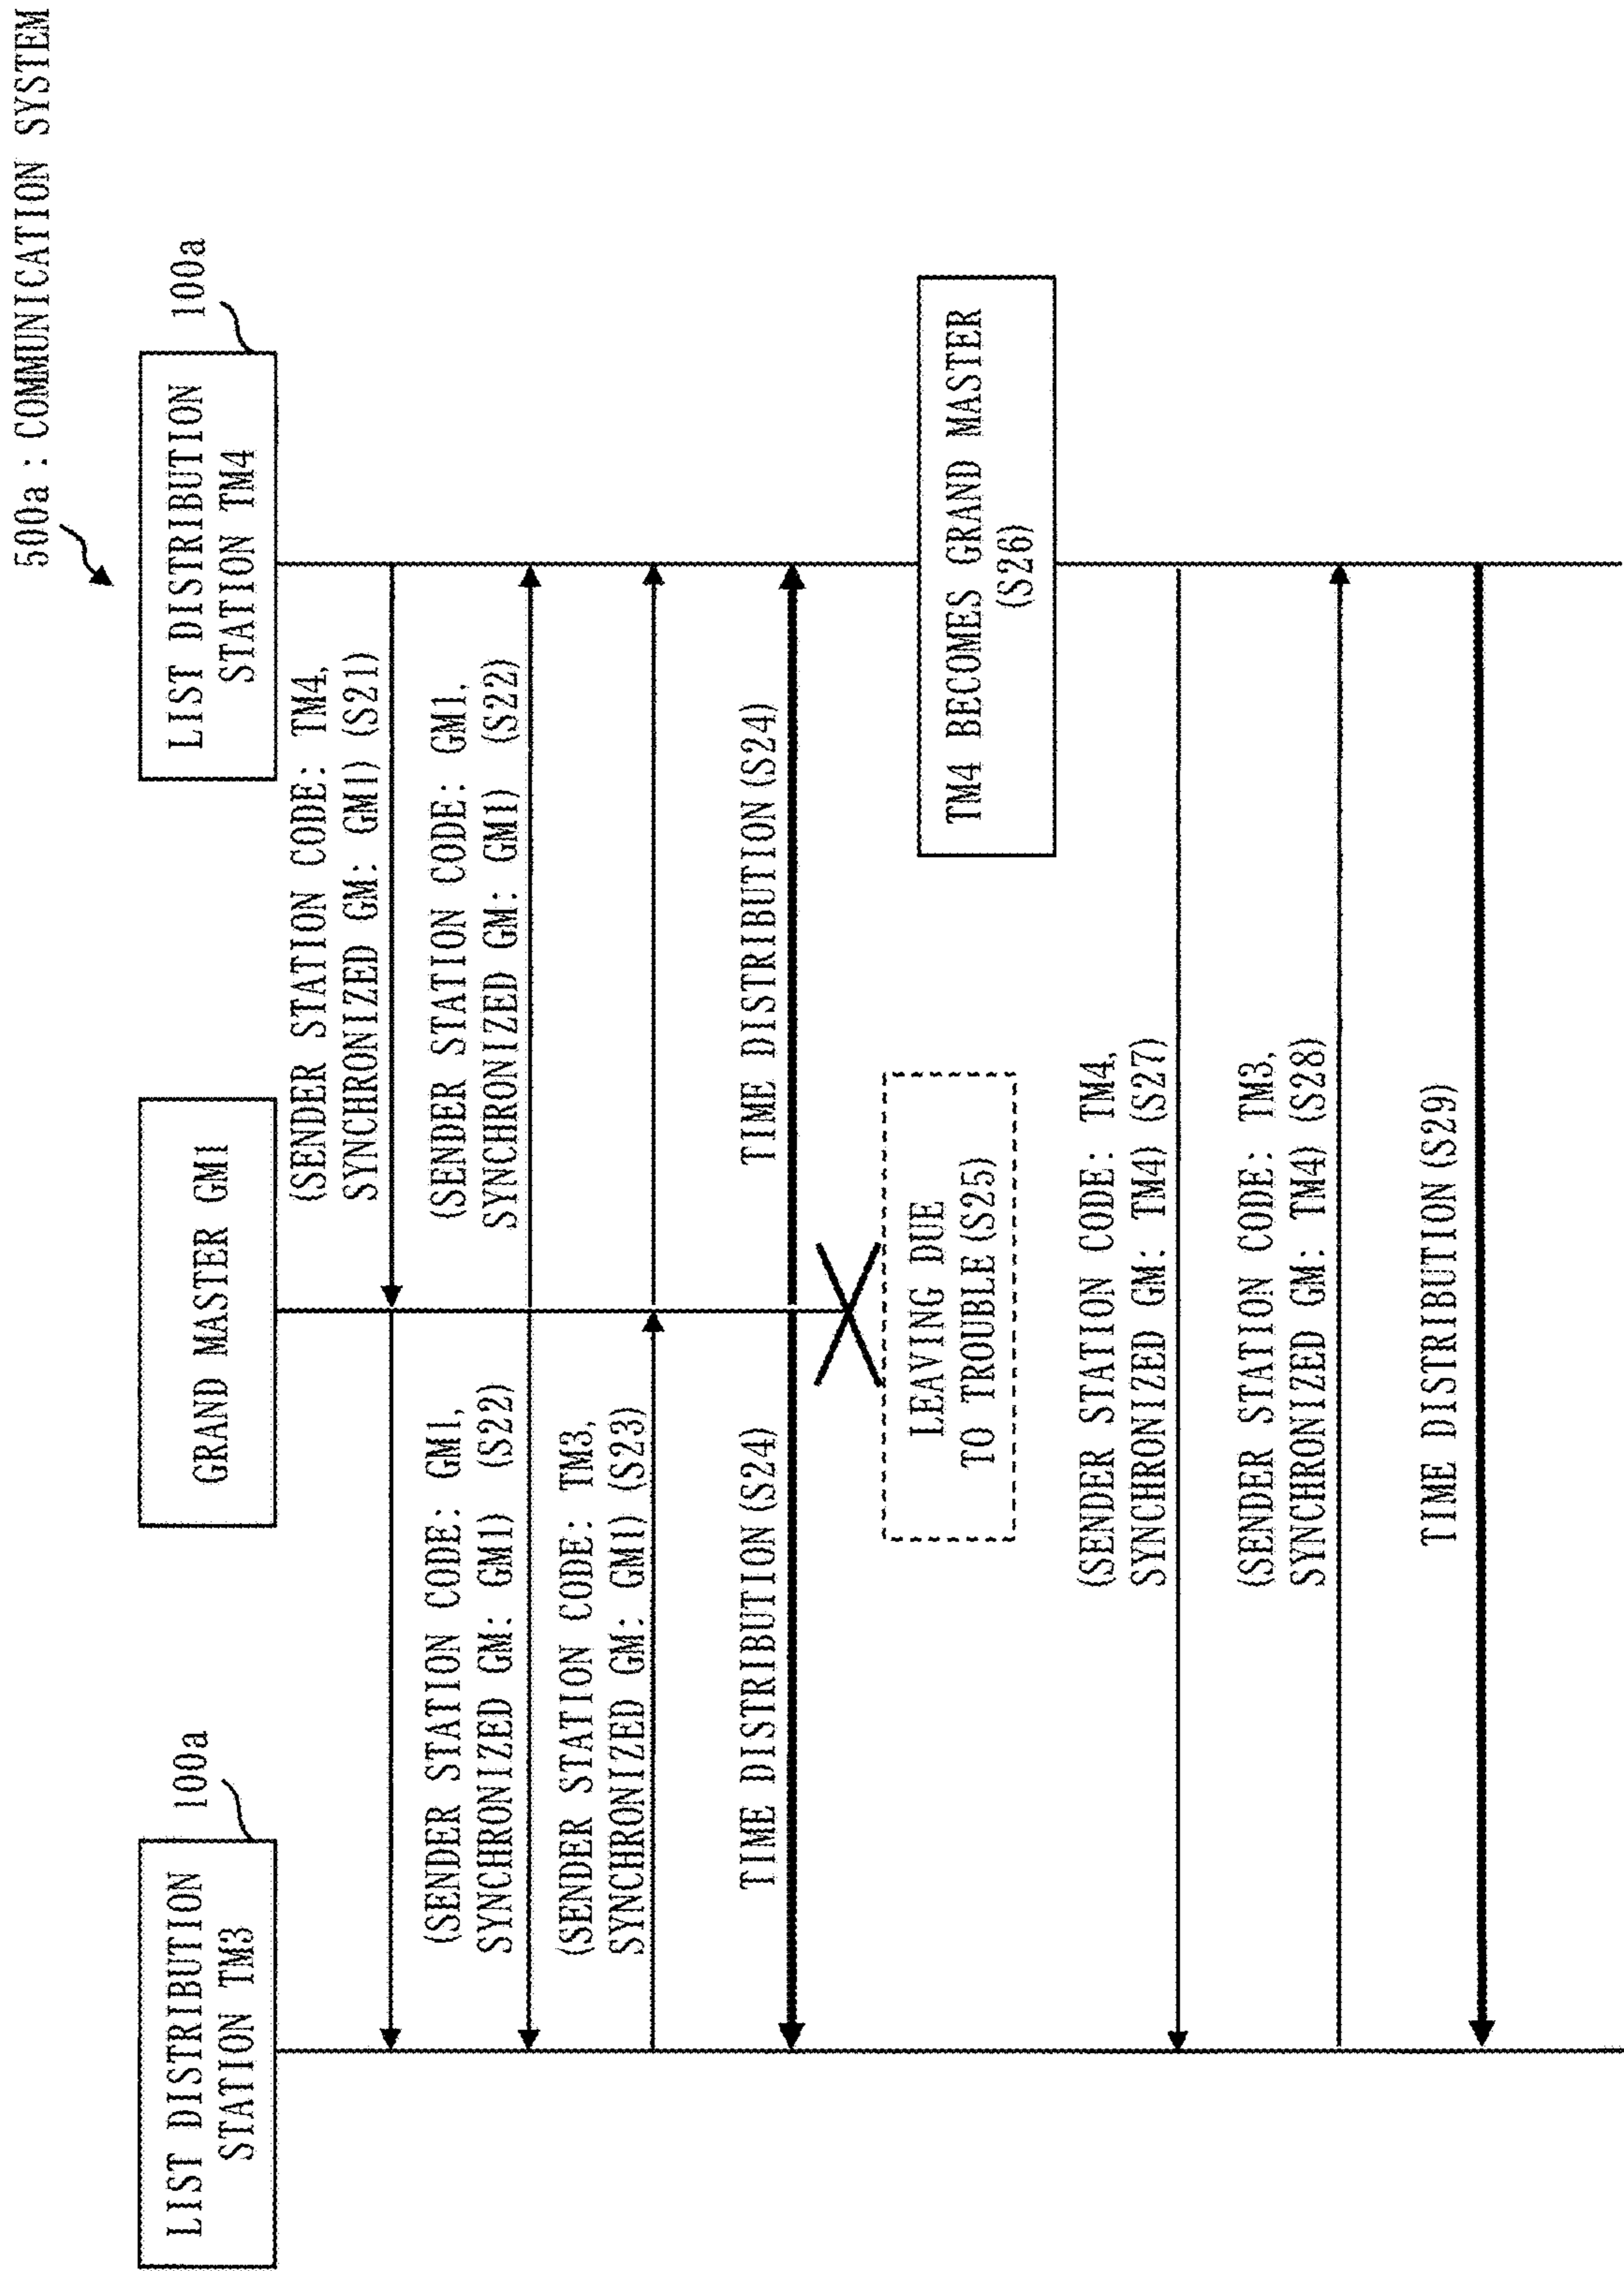 500a : COMMUNICATION SYSTEM
LIST DISTRIBUTION
STATION TM3
100a
GRAND MASTER GM1
LIST DISTRIBUTION
STATION TM4
100a
(SENDER STATION CODE: TM4,
SYNCHRONIZED GM: GM1) (S21)
(SENDER STATION CODE: GM1,
SYNCHRONIZED GM: GM1) (S22)
(SENDER STATION CODE: GM1,
SYNCHRONIZED GM: GM1) (S22)
(SENDER STATION CODE: TM3,
SYNCHRONIZED GM: GM1) (S23)
TIME DISTRIBUTION (S24)
TIME DISTRIBUTION (S24)
LEAVING DUE
TO TROUBLE (S25)
TM4 BECOMES GRAND MASTER
(S26)
(SENDER STATION CODE: TM4,
SYNCHRONIZED GM: TM4) (S27)
(SENDER STATION CODE: TM3,
SYNCHRONIZED GM: TM4) (S28)
TIME DISTRIBUTION (S29)